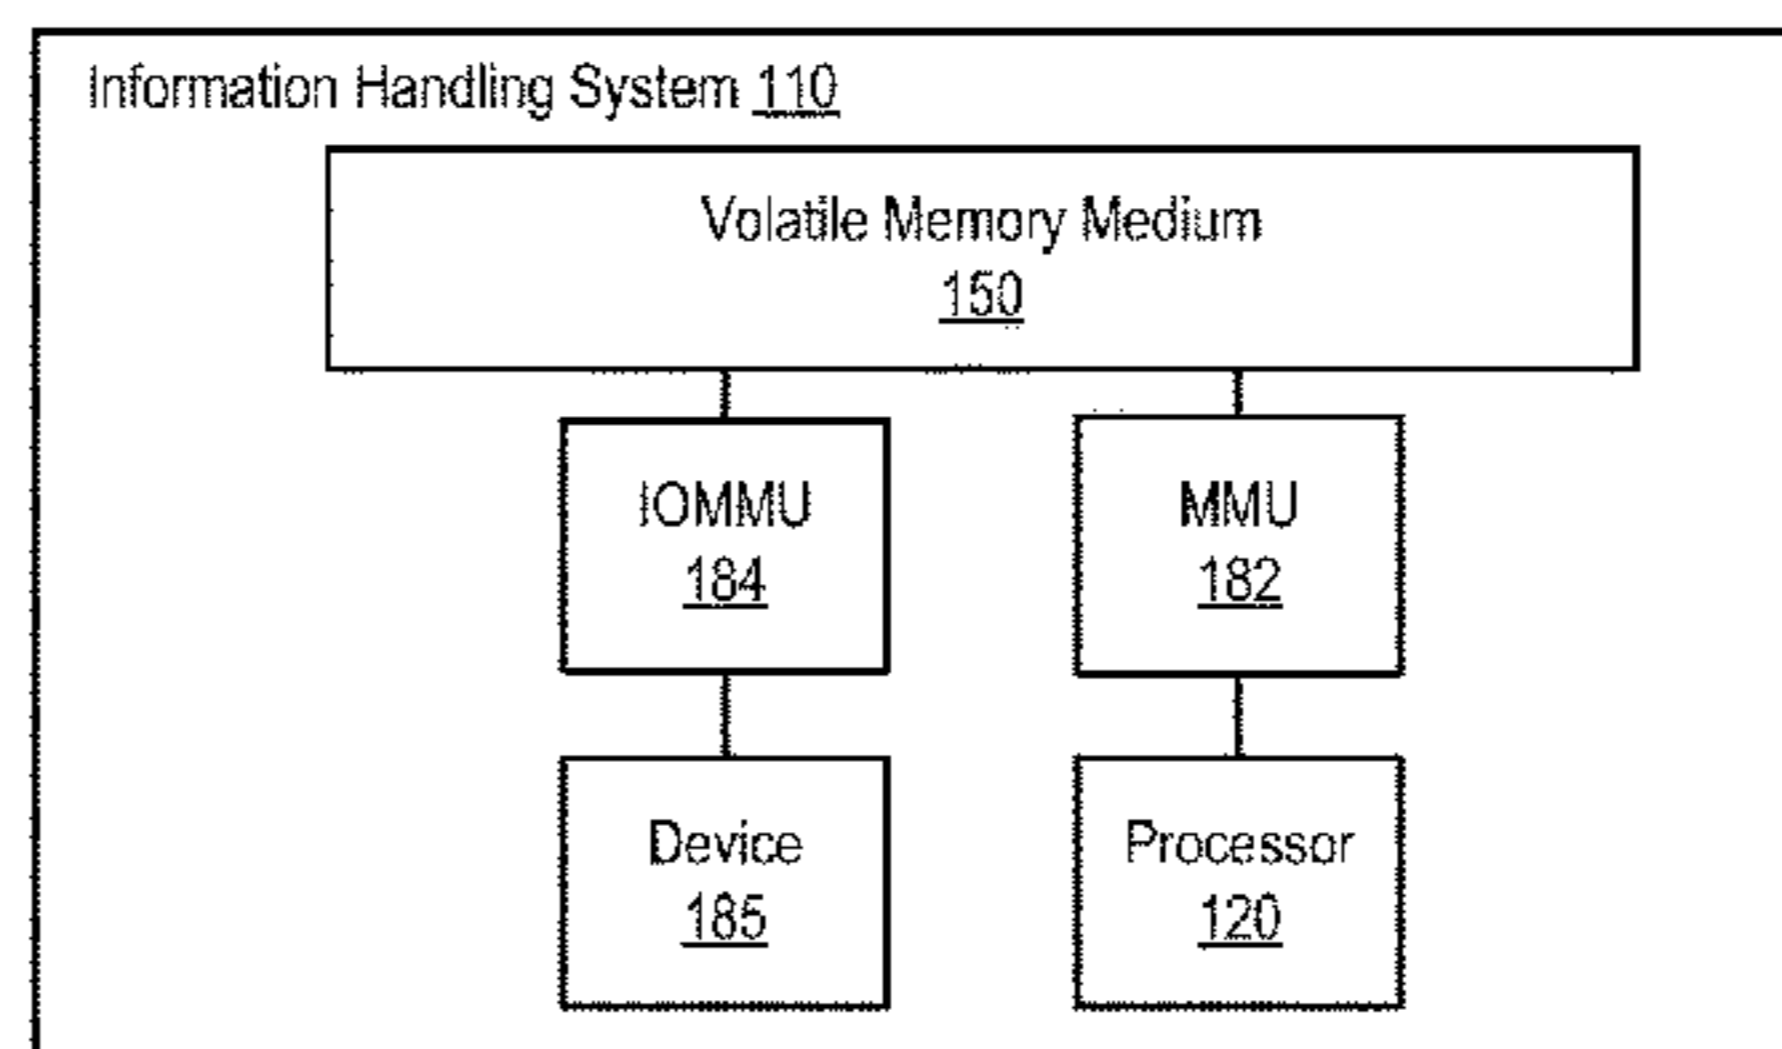 Information Handling System 110
Volatile Memory Medium
150
IOMMU
184
MMU
182
Device
185
Processor
120